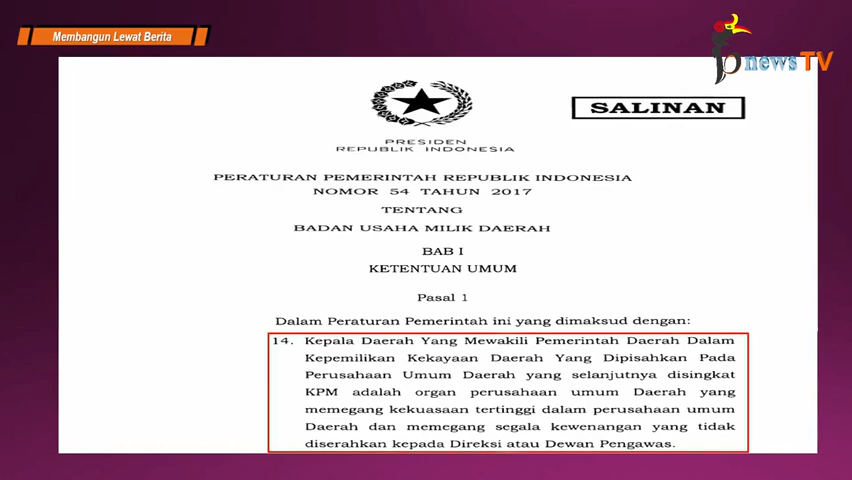 Membangun Lewat Berita
newsTV
SALINAN
PRESIDEN
REPUBLIK INDONESIA
PERATURAN PEMERINTAH REPUBLIK INDONESIA
NOMOR 54 TAHUN 2017
TENTANG
BADAN USAHA MILIK DAERAH
BAB I
KETENTUAN UMUM
Pasal 1
Dalam Peraturan Pemerintah ini yang dimaksud dengan:
14. Kepala Daerah Yang Mewakili Pemerintah Daerah Dalam
Kepemilikan Kekayaan Daerah Yang Dipisahkan Pada
Perusahaan Umum Daerah yang selanjutnya disingkat
KPM adalah organ perusahaan umum Daerah yang
memegang kekuasaan tertinggi dalam perusahaan umum
Daerah dan memegang segala kewenangan yang tidak
diserahkan kepada Direksi atau Dewan Pengawas.